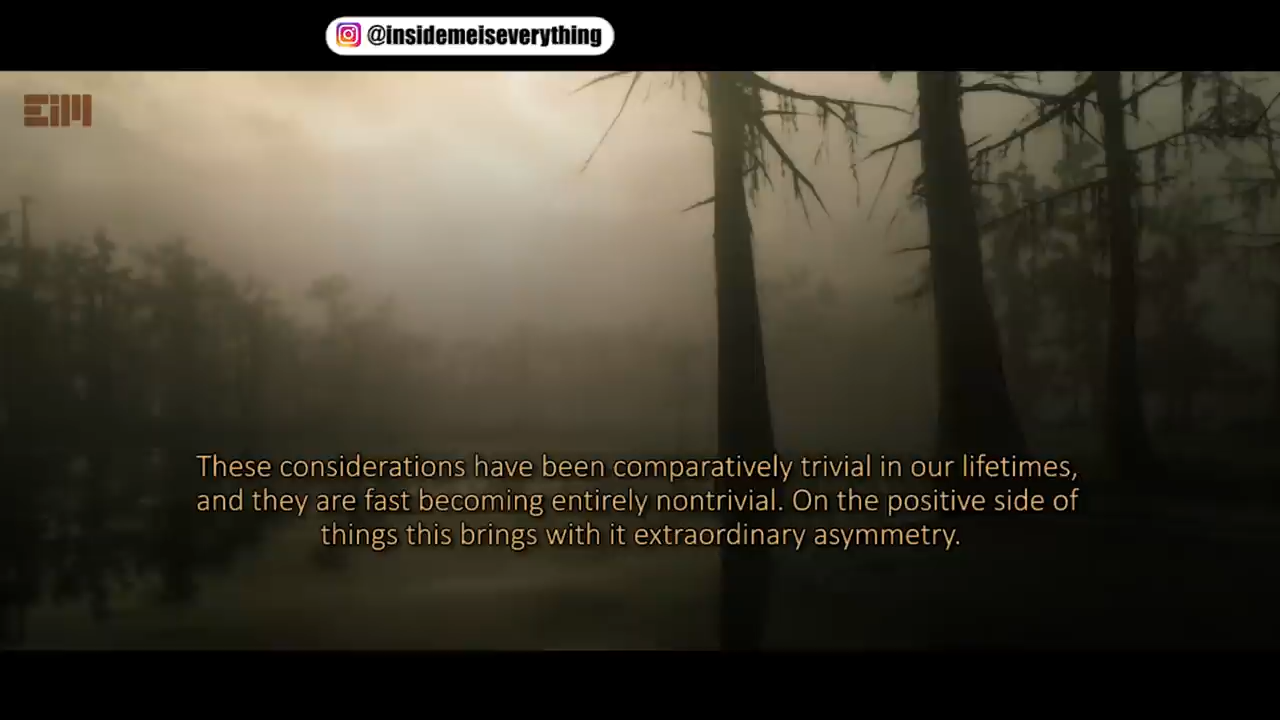 @insidemeiseverything
EiM
These considerations have been comparatively trivial in our lifetimes,
and they are fast becoming entirely nontrivial. On the positive side of
things this brings with it extraordinary asymmetry.